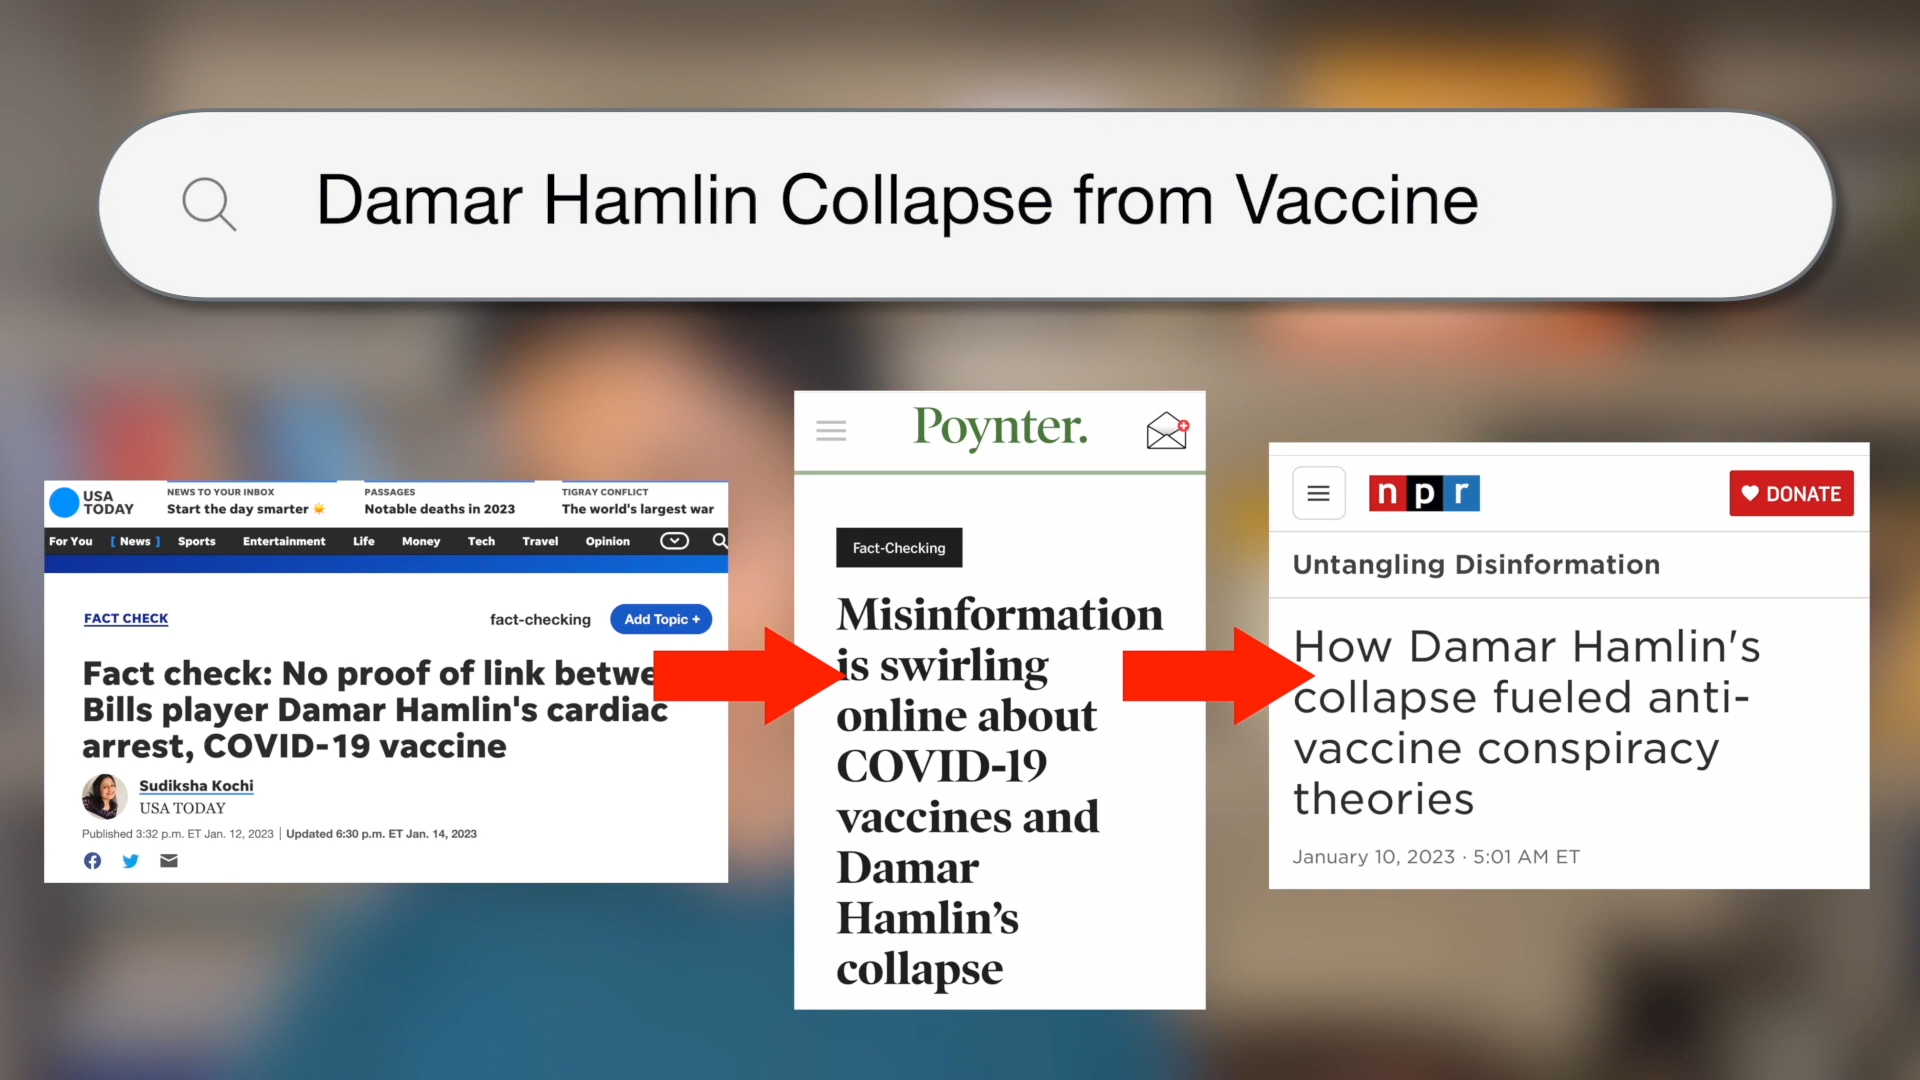 Damar Hamlin Collapse from Vaccine
USA
TODAY
NEWS TO YOUR INBOX
Start the day smarter
PASSAGES
Notable deaths in 2023
TIGRAY CONFLICT
The world's largest war
For You [ News ] Sports Entertainment Life Money Tech Travel Opinion
FACT CHECK
fact-checking
Add Topic +
Fact check: No proof of link betwe
Bills player Damar Hamlin's cardiac
arrest, COVID-19 vaccine
Sudiksha Kochi
USA TODAY
Published 3:32 p.m. ET Jan. 12, 2023 | Updated 6:30 p.m. ET Jan. 14, 2023
Poynter.
Fact-Checking
Misinformation
is swirling
online about
COVID-19
vaccines and
Damar
Hamlin’s
collapse
npr
DONATE
Untangling Disinformation
How Damar Hamlin's
collapse fueled anti-
vaccine conspiracy
theories
January 10, 2023 · 5:01 AM ET